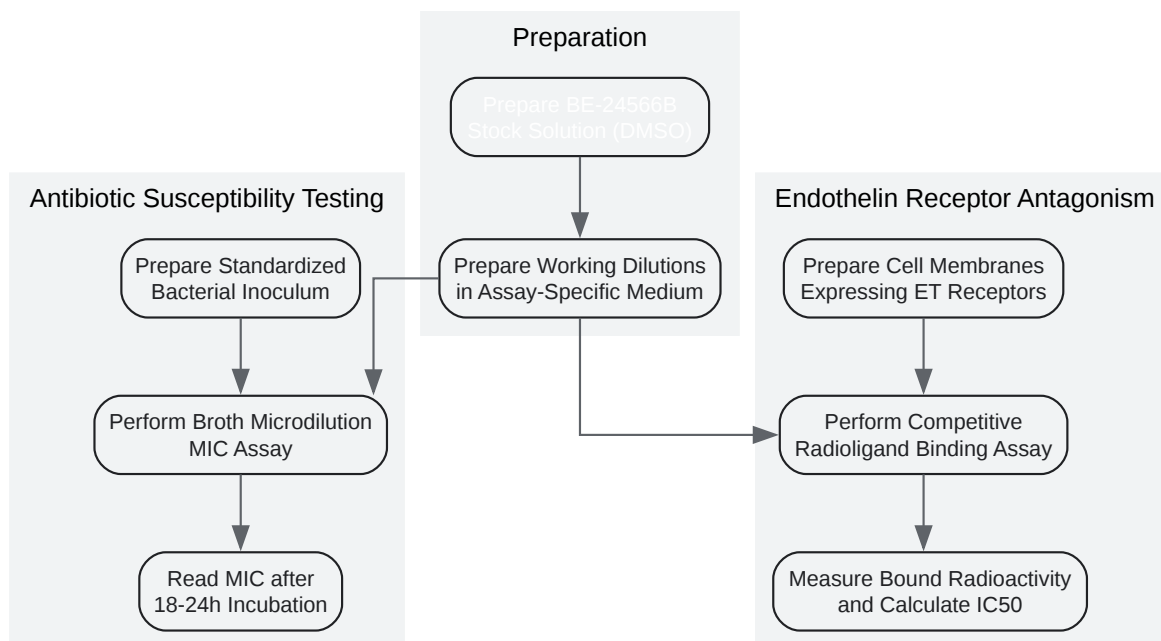 Preparation
Prepare BE-24566B
Stock Solution (DMSO)
Antibiotic Susceptibility Testing
Endothelin Receptor Antagonism
Prepare Standardized
Bacterial Inoculum
Prepare Working Dilutions
in Assay-Specific Medium
Prepare Cell Membranes
Expressing ET Receptors
Perform Broth Microdilution
MIC Assay
Perform Competitive
Radioligand Binding Assay
Read MIC after
18-24h Incubation
Measure Bound Radioactivity
and Calculate IC50